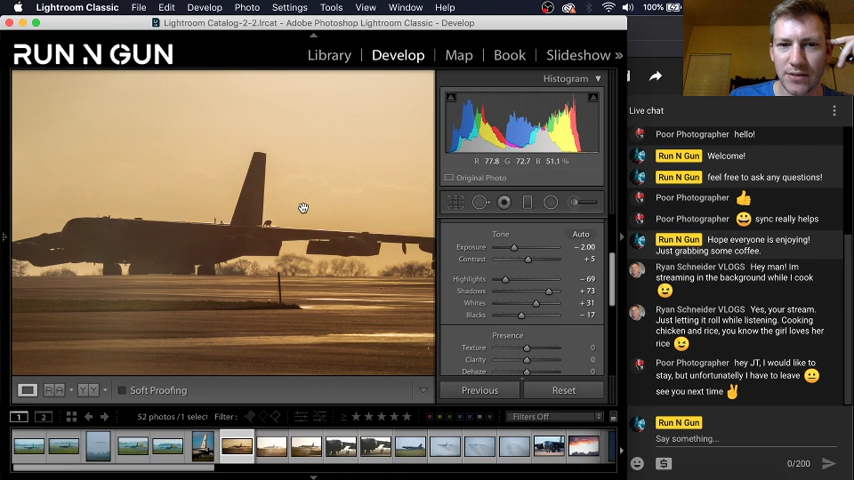 Lightroom Classic File Edit Develop Photo Settings Tools View Window Help 100%
Lightroom Catalog-2-2.lrcat - Adobe Photoshop Lightroom Classic - Develop
RUN N GUN
Library | Develop | Map | Book | Slideshow »
Histogram
R 77.8 G 72.7 B 51.1 %
Original Photo
Tone Auto
Exposure - 2.00
Contrast + 5
Highlights - 69
Shadows + 73
Whites + 31
Blacks - 17
Presence
Texture 0
Clarity 0
Dehaze 0
Soft Proofing
Previous
Reset
1 2 52 photos/1 select Filter: Filters Off
Live chat
Poor Photographer hello!
Run N Gun Welcome!
Run N Gun feel free to ask any questions!
Poor Photographer
Poor Photographer sync really helps
Run N Gun Hope everyone is enjoying!
Just grabbing some coffee.
Ryan Schneider VLOGS Hey man! Im
streaming in the background while I cook
Ryan Schneider VLOGS Yes, your stream.
Just letting it roll while listening. Cooking
chicken and rice, you know the girl loves her
rice
Poor Photographer hey JT, I would like to
stay, but unfortunatelly I have to leave
see you next time
Run N Gun
Say something...
0/200